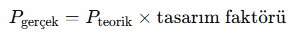 P_gerçek = P_teorik × tasarım faktörü